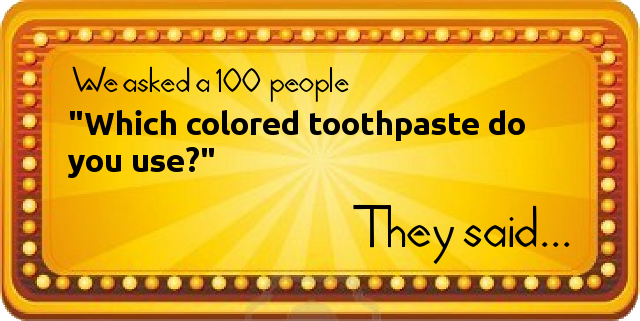 We asked a 100 people
"Which colored toothpaste do
you use?"
They said...